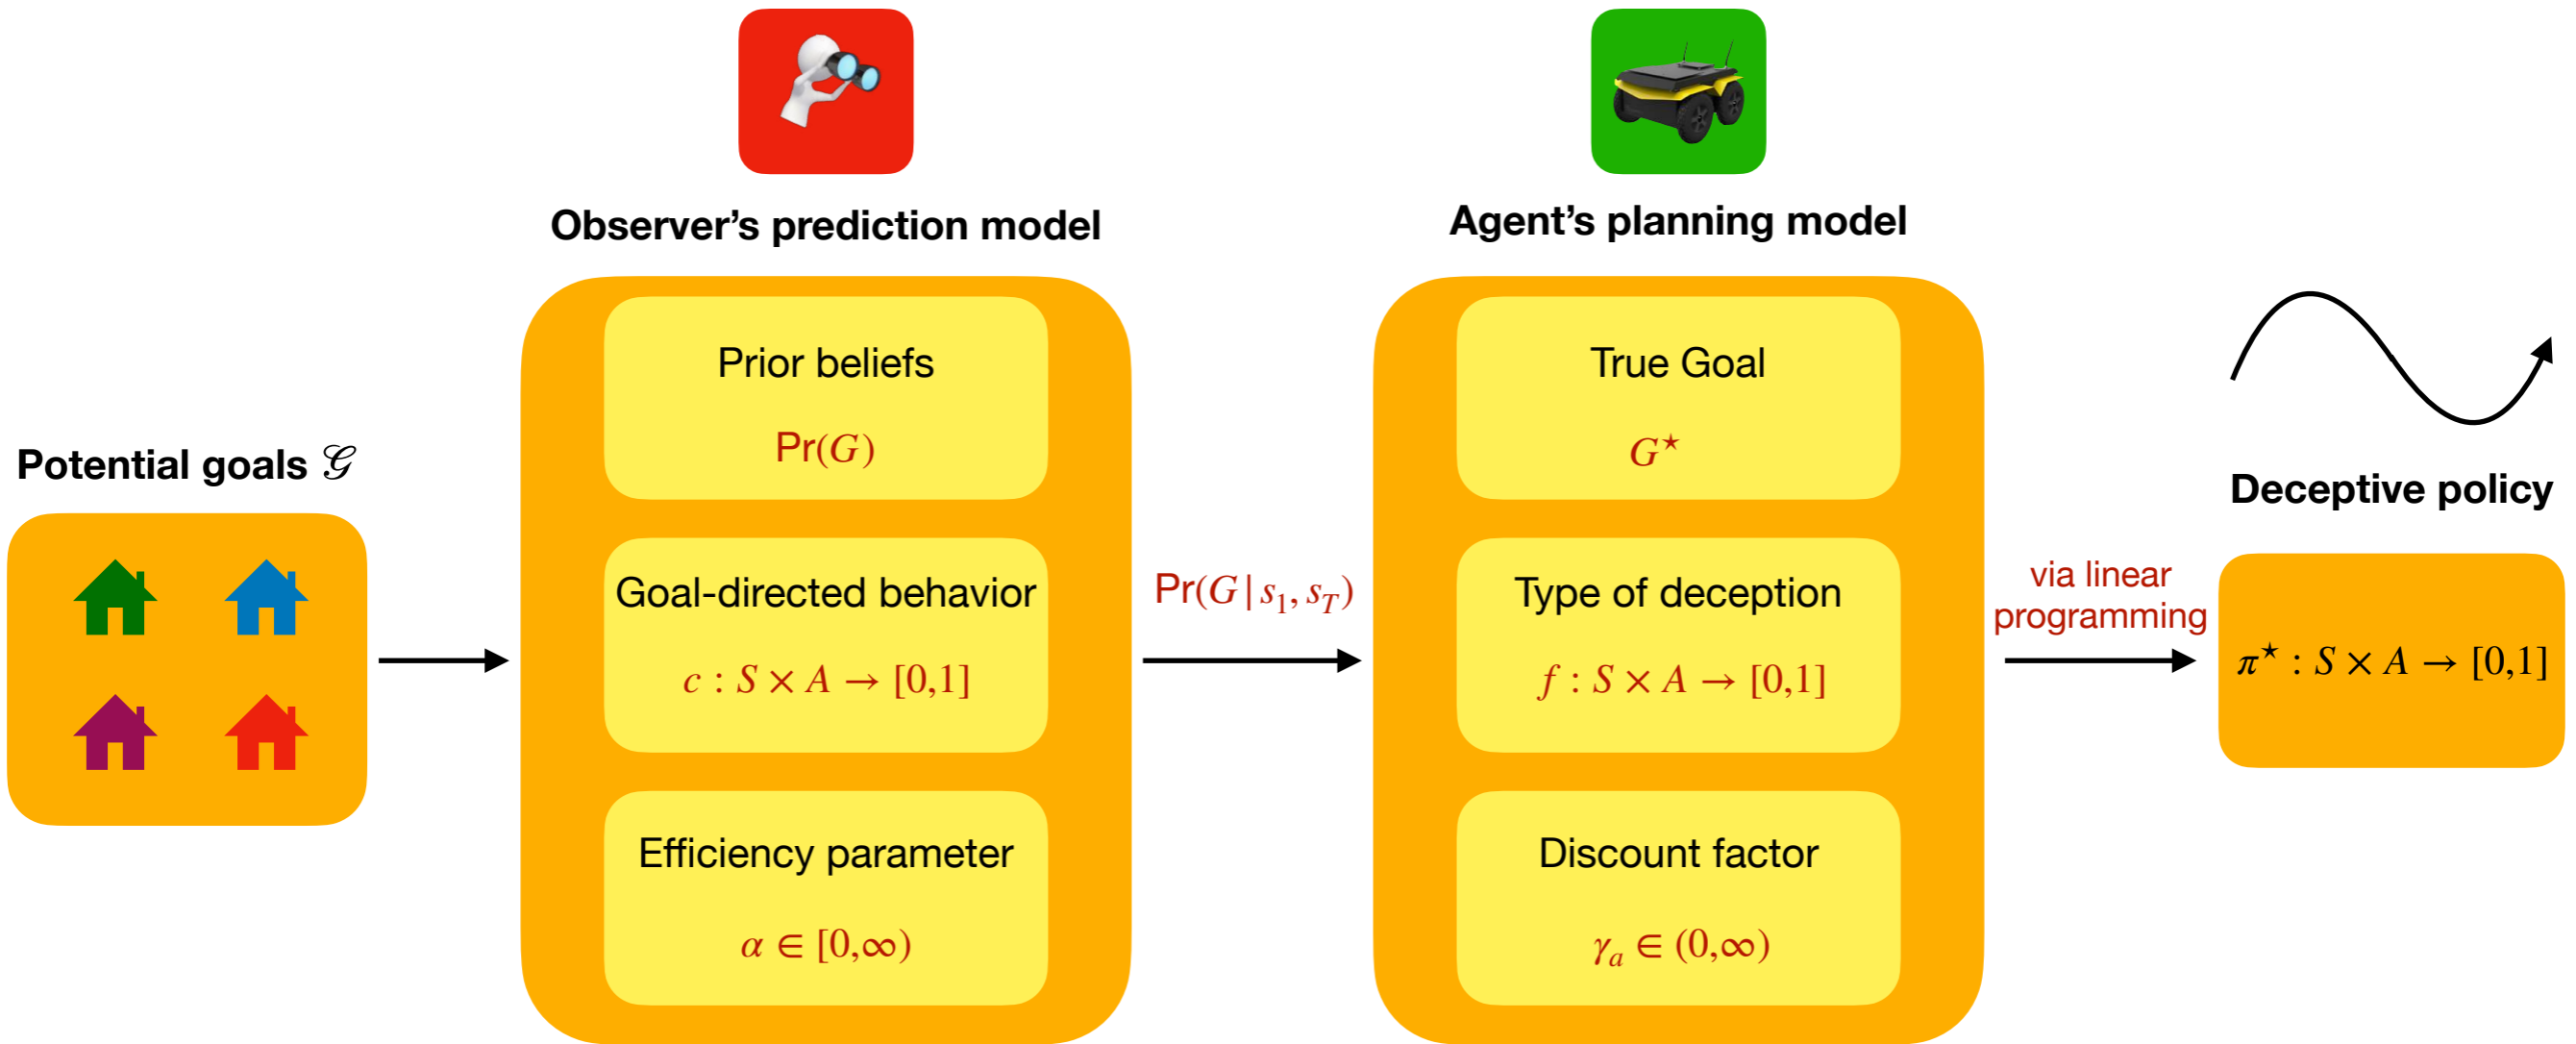 Potential goals 𝒢
Observer’s prediction model
Prior beliefs
Pr(G)
Goal-directed behavior
c : S × A → [0,1]
Efficiency parameter
α ∈ [0,∞)
Pr(G | s₁, s_T)
Agent’s planning model
True Goal
G⋆
Type of deception
f : S × A → [0,1]
Discount factor
γₐ ∈ (0,∞)
via linear
programming
Deceptive policy
π⋆ : S × A → [0,1]